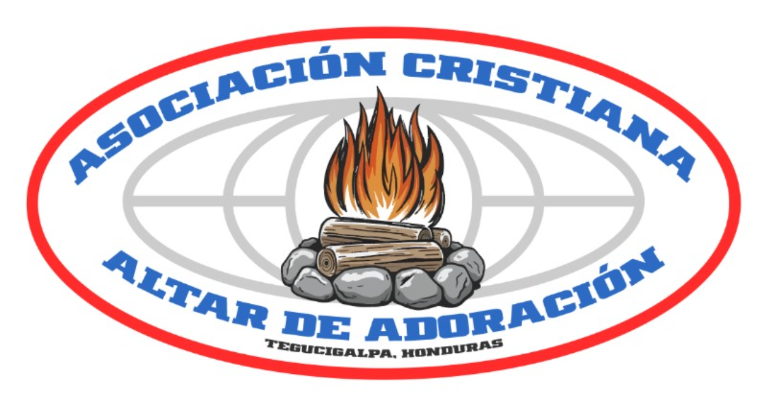 ASOCIACIÓN CRISTIANA
ALTAR DE ADORACIÓN
TEGUCIGALPA, HONDURAS